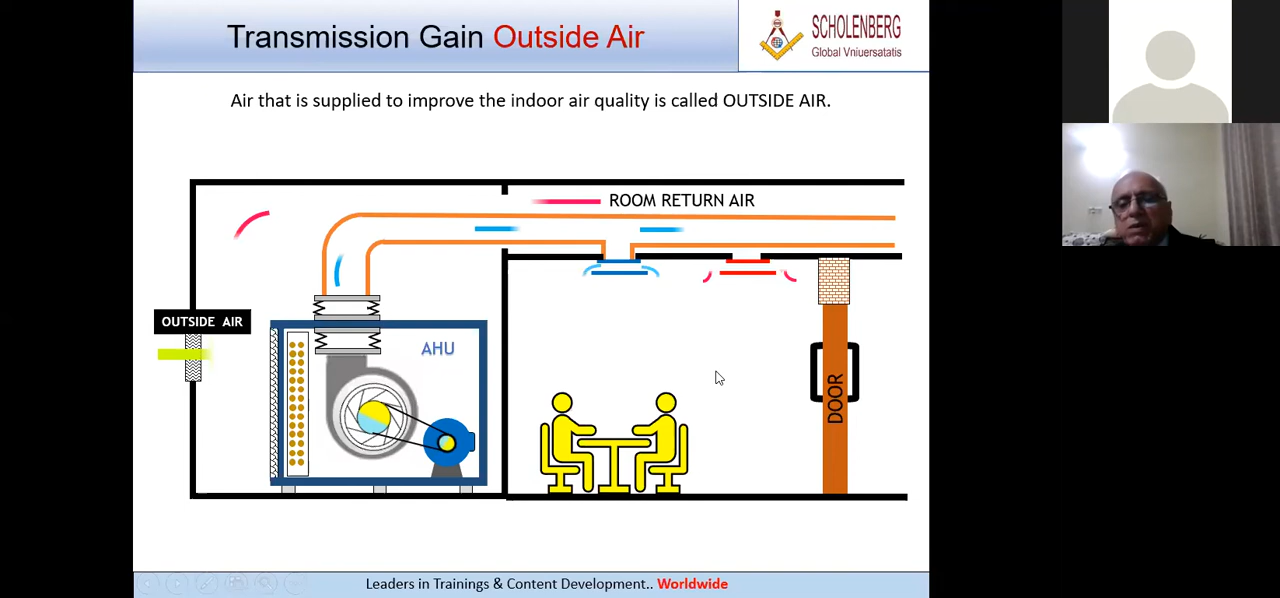 Transmission Gain Outside Air
SCHOLENBERG
Global Vniuersatatis
Air that is supplied to improve the indoor air quality is called OUTSIDE AIR.
ROOM RETURN AIR
OUTSIDE AIR
AHU
DOOR
Leaders in Trainings & Content Development.. Worldwide